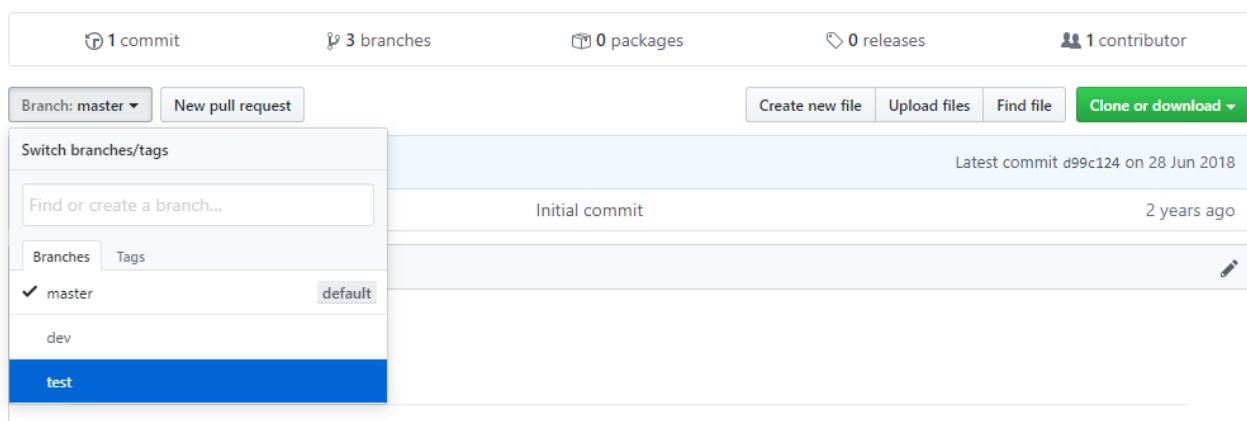 1 commit 3 branches 0 packages 0 releases 1 contributor
Branch: master New pull request Create new file Upload files Find file Clone or download
Switch branches/tags
Latest commit d99c124 on 28 Jun 2018
Find or create a branch...
Initial commit 2 years ago
Branches Tags
master default
dev
test